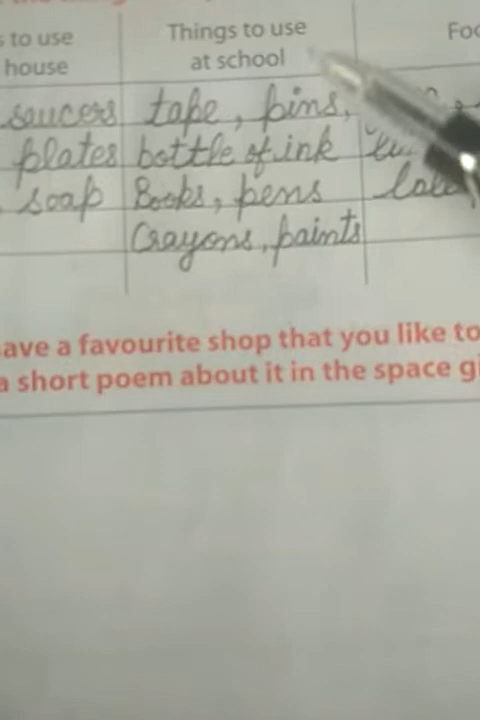 s to use
house
Things to use
at school
Foo
saucers tape, pins,
plates bottle of ink
soap Books, pens
Crayons, paints
ave a favourite shop that you like to
a short poem about it in the space gi